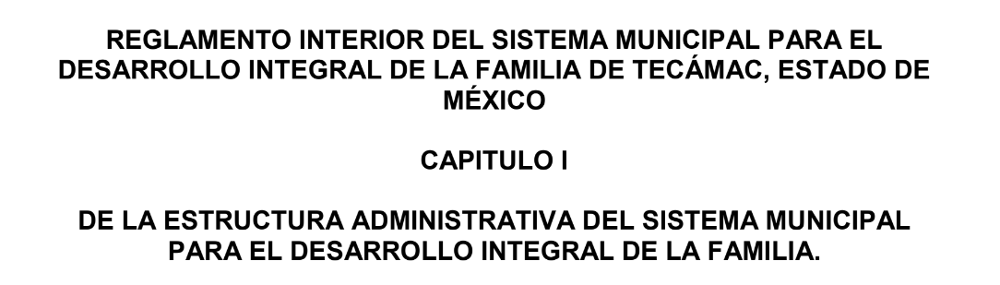 REGLAMENTO INTERIOR DEL SISTEMA MUNICIPAL PARA EL
DESARROLLO INTEGRAL DE LA FAMILIA DE TECÁMAC, ESTADO DE
MÉXICO
CAPITULO I
DE LA ESTRUCTURA ADMINISTRATIVA DEL SISTEMA MUNICIPAL
PARA EL DESARROLLO INTEGRAL DE LA FAMILIA.